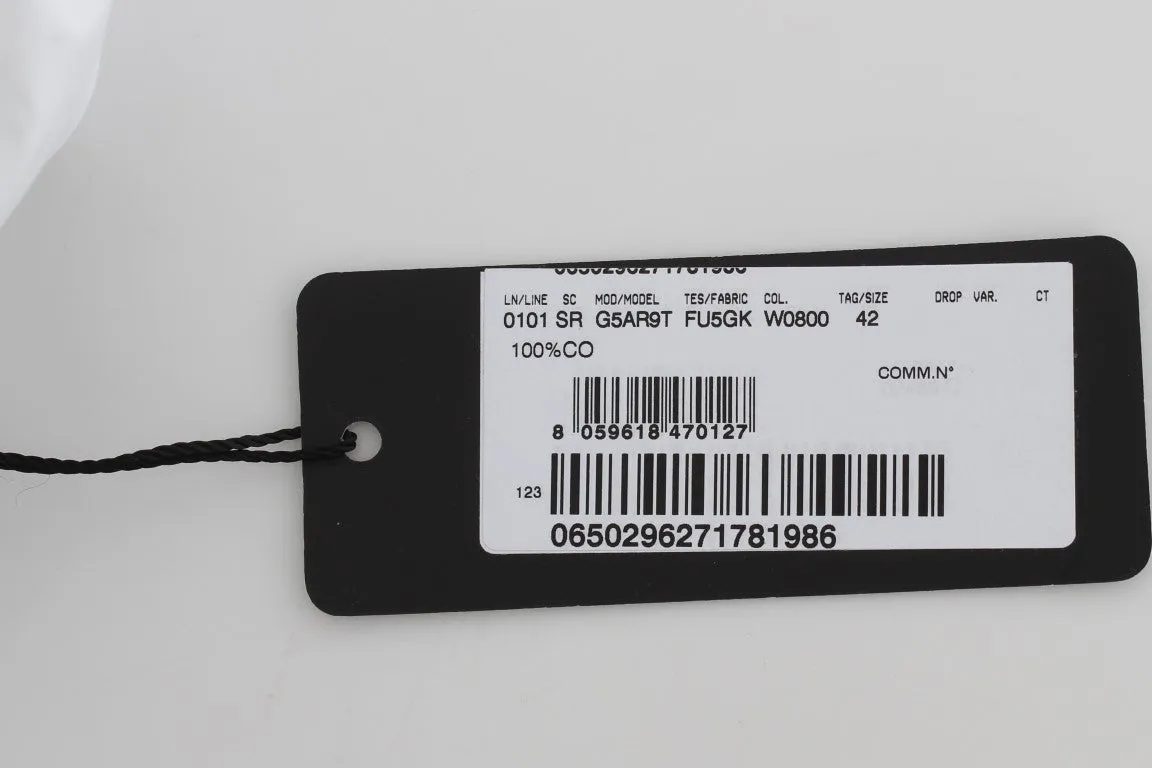 0650296271781986
LN/LINE SC MOD/MODEL TES/FABRIC COL. TAG/SIZE DROP VAR. CT
0101 SR G5AR9T FU5GK W0800 42
100%CO
COMM.N°
8 059618 470127
123
0650296271781986